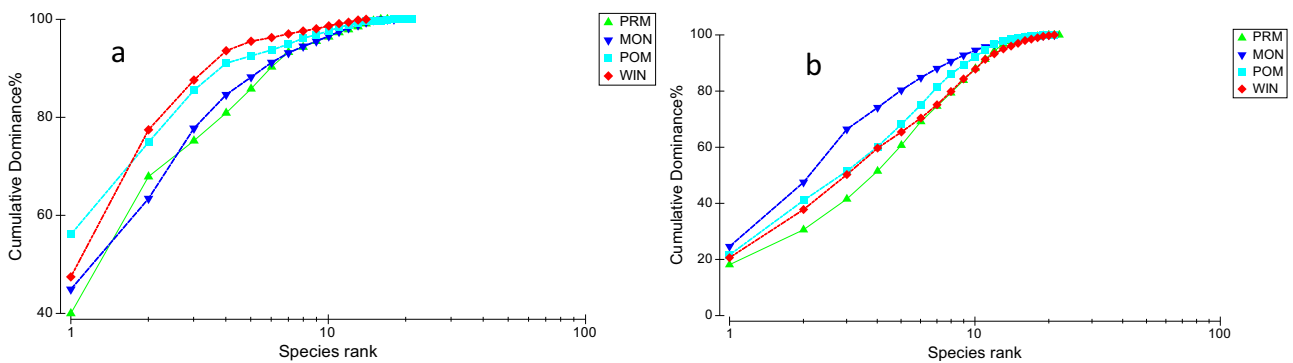 100
80
60
40
Cumulative Dominance%
a
1
10
100
Species rank
PRM
MON
POM
WIN
100
80
60
40
20
0
Cumulative Dominance%
b
1
10
100
Species rank
PRM
MON
POM
WIN